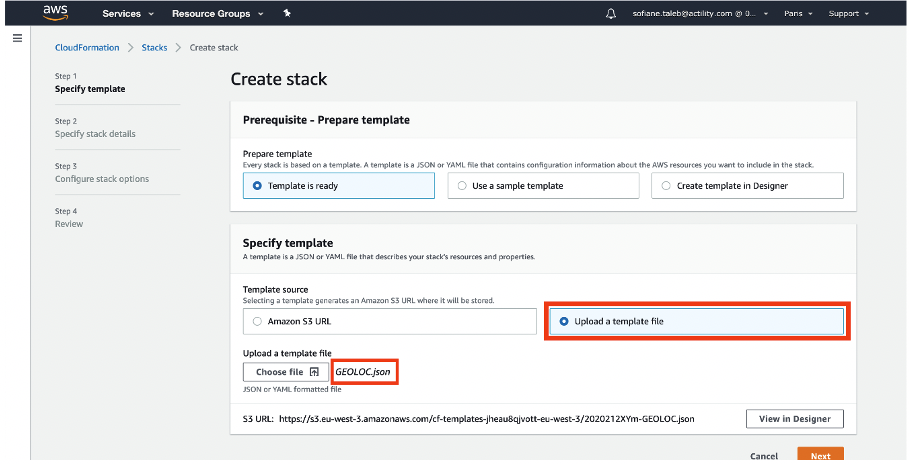 aws Services Resource Groups sofiane.taleb@actility.com @ 0... Paris Support
CloudFormation > Stacks > Create stack
Step 1
Specify template
Step 2
Specify stack details
Step 3
Configure stack options
Step 4
Review
Create stack
Prerequisite - Prepare template
Prepare template
Every stack is based on a template. A template is a JSON or YAML file that contains configuration information about the AWS resources you want to include in the stack.
Template is ready
Use a sample template
Create template in Designer
Specify template
A template is a JSON or YAML file that describes your stack's resources and properties.
Template source
Selecting a template generates an Amazon S3 URL where it will be stored.
Amazon S3 URL
Upload a template file
Upload a template file
Choose file GEOLOC.json
JSON or YAML formatted file
S3 URL: https://s3.eu-west-3.amazonaws.com/cf-templates-jheau8qjvott-eu-west-3/2020212XYm-GEOLOC.json View in Designer
Cancel Next